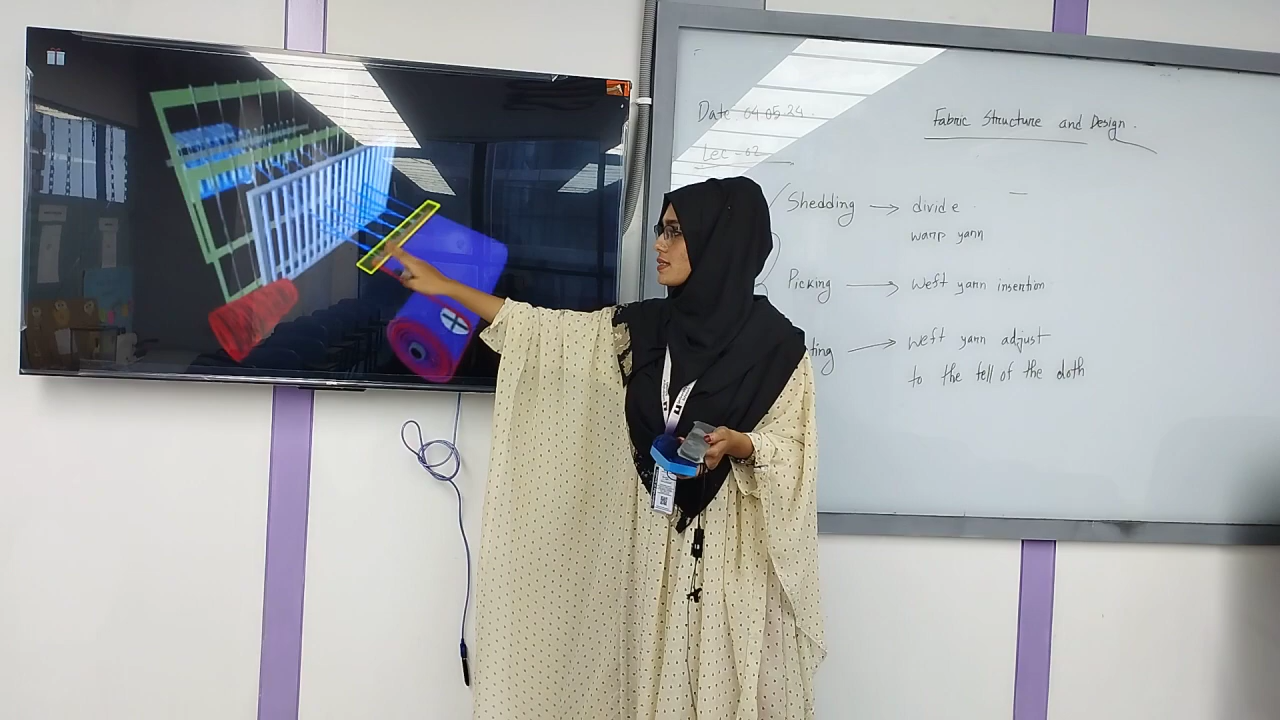 Date 04.05.24.
Fabric Structure and Design.
Lec -02
Shedding → divide
warp yarn
Picking → weft yarn insertion
ting → weft yarn adjust
to the fell of the cloth